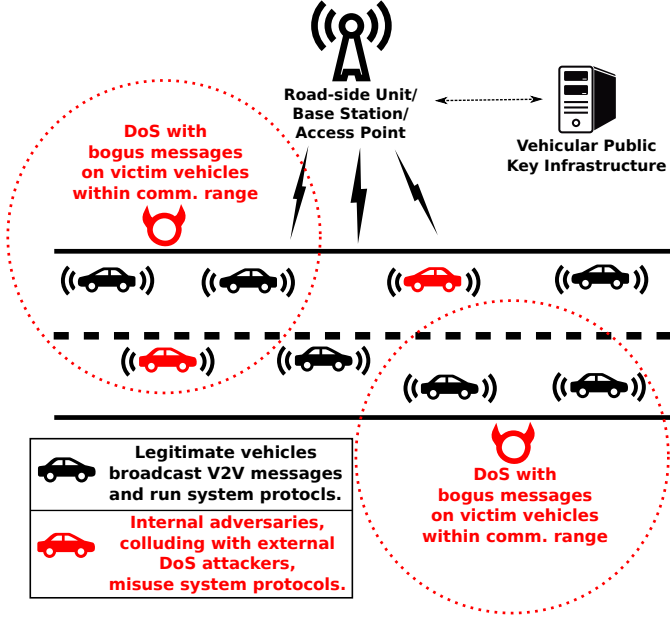 Road-side Unit/
Base Station/
Access Point
Vehicular Public
Key Infrastructure
DoS with
bogus messages
on victim vehicles
within comm. range
DoS with
bogus messages
on victim vehicles
within comm. range
Legitimate vehicles
broadcast V2V messages
and run system protocls.
Internal adversaries,
colluding with external
DoS attackers,
misuse system protocols.